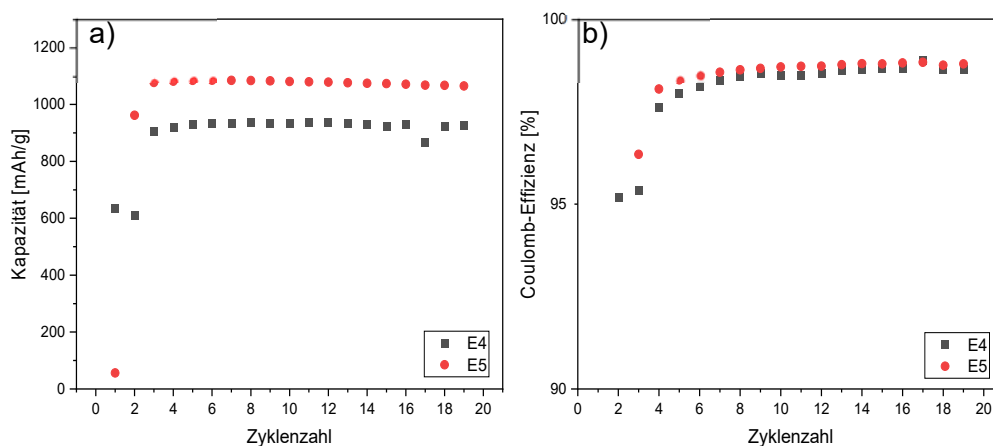 a)
1200
1000
800
600
400
200
0
Kapazität [mAh/g]
0 2 4 6 8 10 12 14 16 18 20
Zyklenzahl
E4
E5
b)
100
95
90
Coulomb-Effizienz [%]
0 2 4 6 8 10 12 14 16 18 20
Zyklenzahl
E4
E5